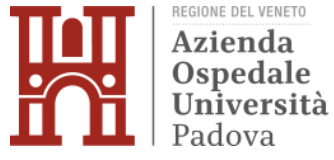 REGIONE DEL VENETO
Azienda
Ospedale
Università
Padova